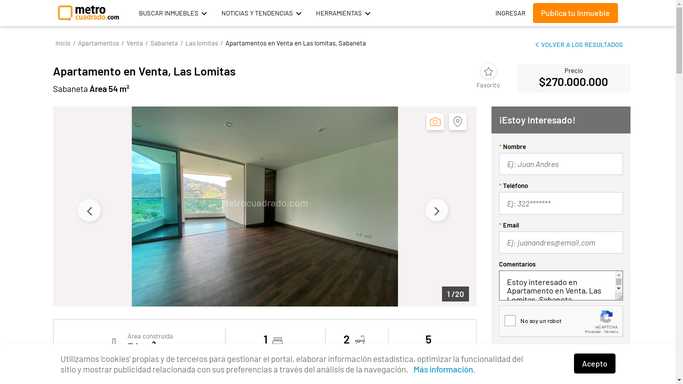 metro
cuadrado.com
BUSCAR INMUEBLES
NOTICIAS Y TENDENCIAS
HERRAMIENTAS
INGRESAR
Publica tu inmueble
Inicio / Apartamentos / Venta / Sabaneta / Las lomitas / Apartamentos en Venta en Las lomitas, Sabaneta
VOLVER A LOS RESULTADOS
Apartamento en Venta, Las Lomitas
Sabaneta Área 54 m²
Favorito
Precio
$270.000.000
metrocuadrado.com
1 / 20
¡Estoy Interesado!
* Nombre
Ej: Juan Andres
* Teléfono
Ej: 322*******
* Email
Ej: juanandres@email.com
Comentarios
Estoy interesado en
Apartamento en Venta, Las
Lomitas, Sabaneta
No soy un robot
reCAPTCHA
Privacidad - Términos
Área construida
1
2
5
Utilizamos 'cookies' propias y de terceros para gestionar el portal, elaborar información estadística, optimizar la funcionalidad del
sitio y mostrar publicidad relacionada con sus preferencias a través del análisis de la navegación. Más información.
Acepto